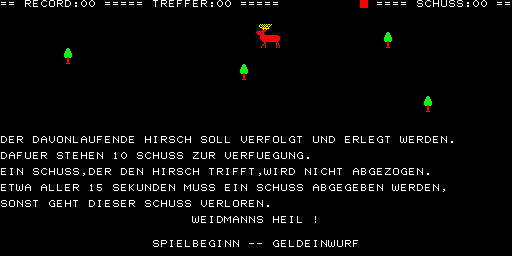 == RECORD:00 ===== TREFFER:00 ===== ==== SCHUSS:00 ==
DER DAVONLAUFENDE HIRSCH SOLL VERFOLGT UND ERLEGT WERDEN.
DAFUER STEHEN 10 SCHUSS ZUR VERFUEGUNG.
EIN SCHUSS,DER DEN HIRSCH TRIFFT,WIRD NICHT ABGEZOGEN.
ETWA ALLER 15 SEKUNDEN MUSS EIN SCHUSS ABGEGEBEN WERDEN,
SONST GEHT DIESER SCHUSS VERLOREN.
WEIDMANNS HEIL !
SPIELBEGINN -- GELDEINWURF